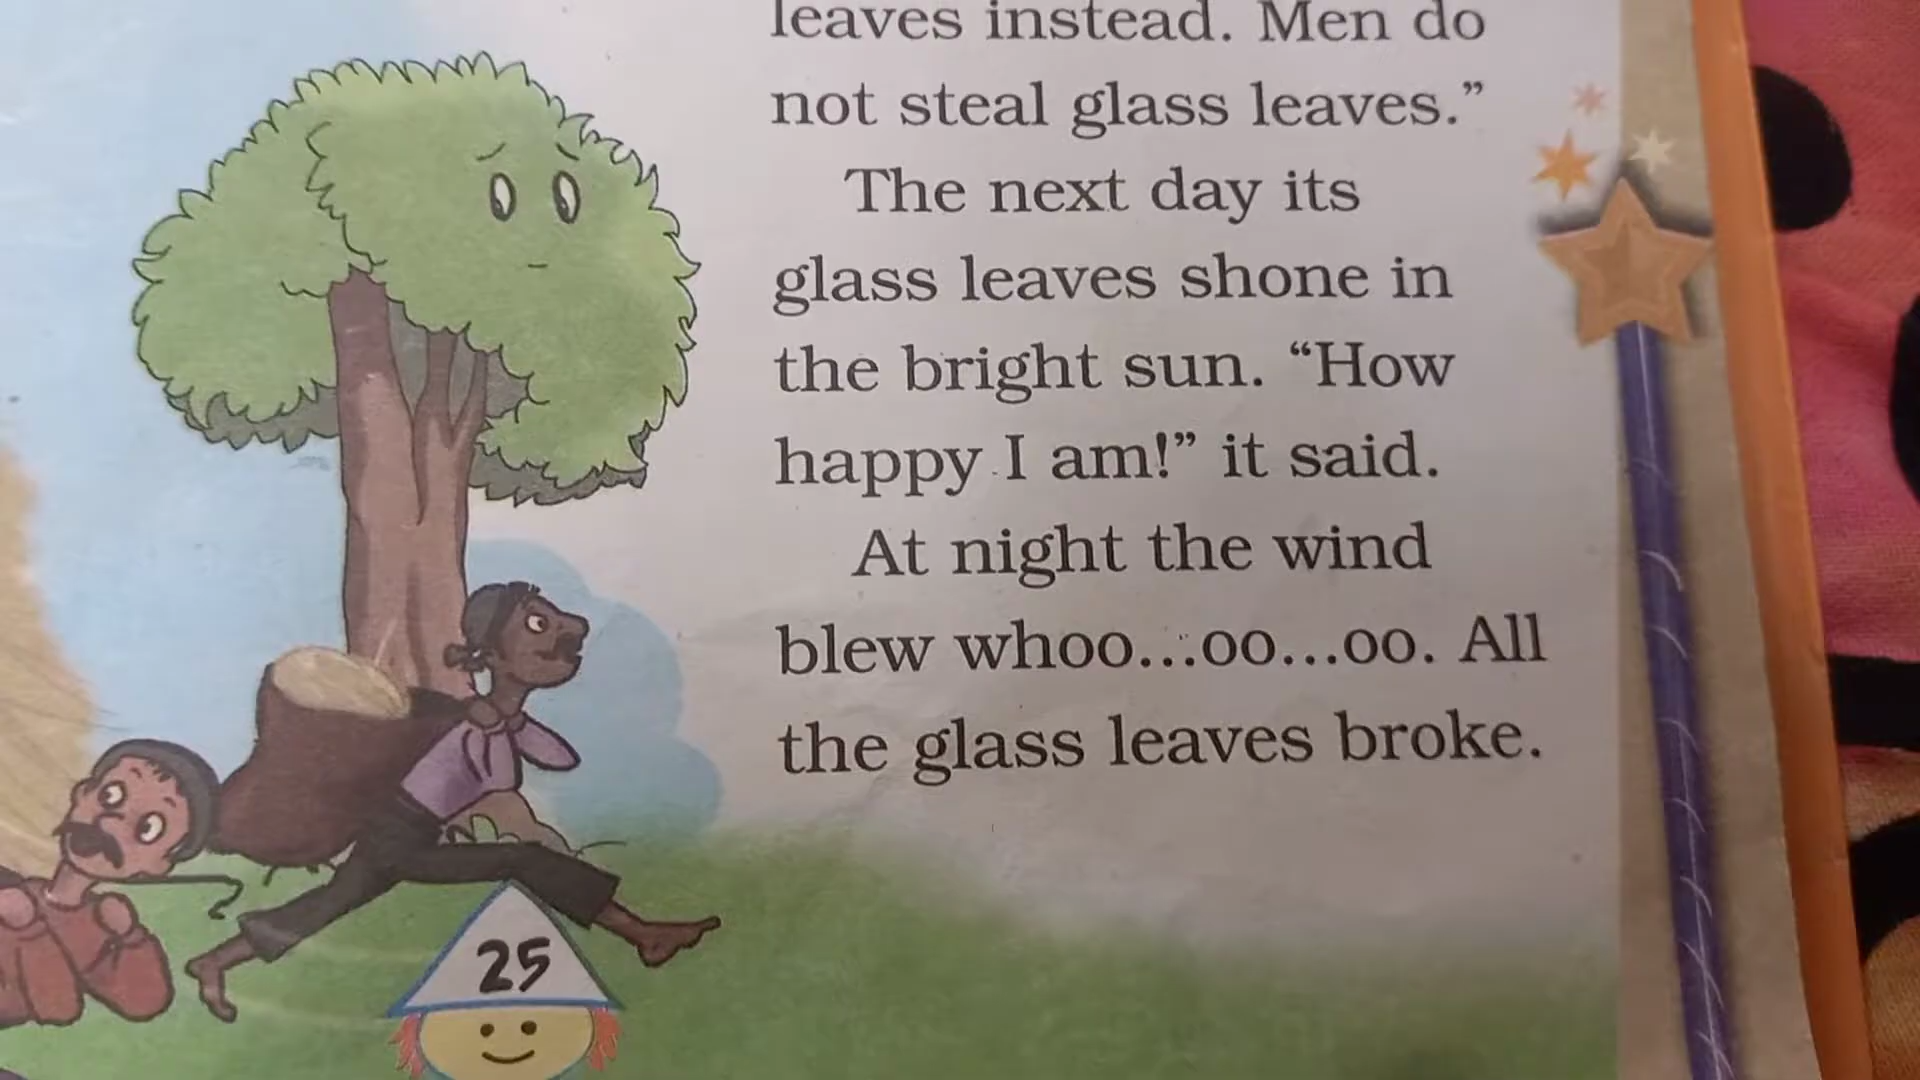 leaves instead. Men do
not steal glass leaves.”
The next day its
glass leaves shone in
the bright sun. “How
happy I am!” it said.
At night the wind
blew whoo...oo...oo. All
the glass leaves broke.
25